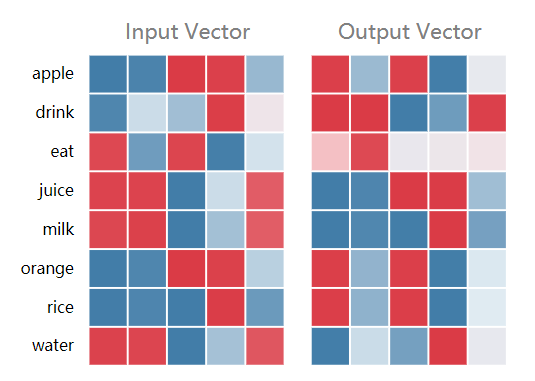 Input Vector
Output Vector
apple
drink
eat
juice
milk
orange
rice
water